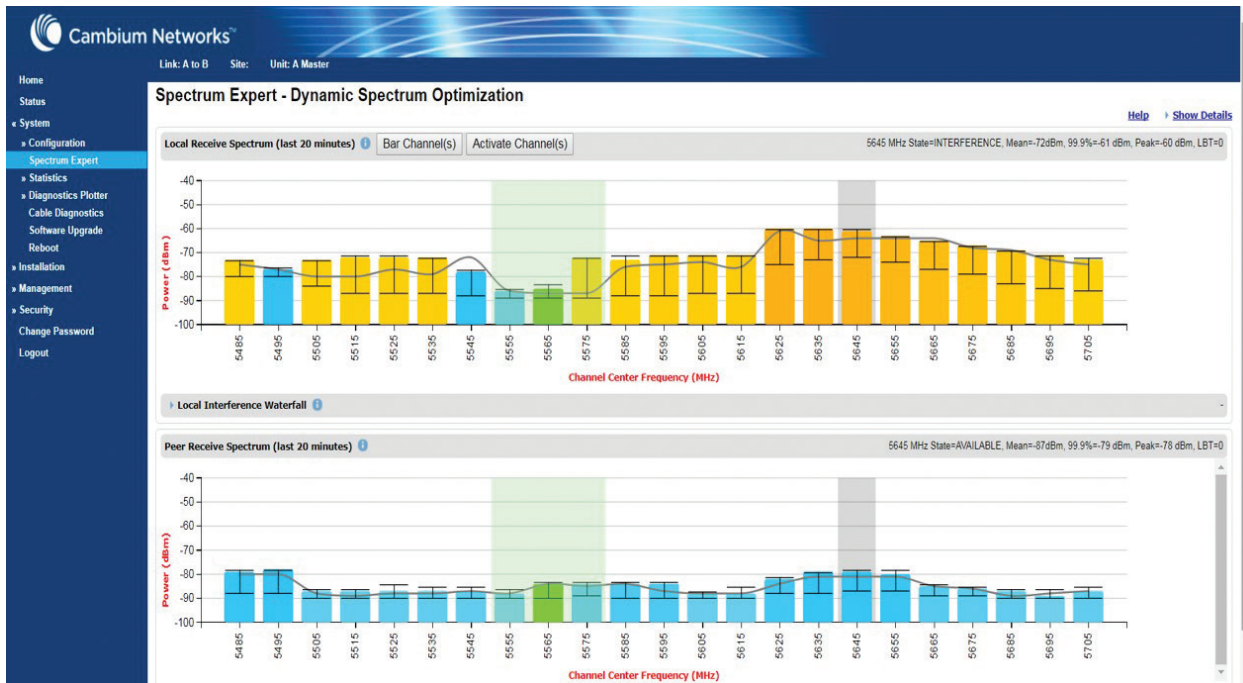 Cambium Networks™
Link: A to B Site: Unit: A Master
Home
Status
« System
» Configuration
Spectrum Expert
» Statistics
» Diagnostics Plotter
Cable Diagnostics
Software Upgrade
Reboot
» Installation
» Management
» Security
Change Password
Logout
Spectrum Expert - Dynamic Spectrum Optimization
Help Show Details
Local Receive Spectrum (last 20 minutes) i Bar Channel(s) Activate Channel(s) 5645 MHz State=INTERFERENCE, Mean=-72dBm, 99.9%=-61 dBm, Peak=-60 dBm, LBT=0
Power (dBm)
-40
-50
-60
-70
-80
-90
-100
5485 5495 5505 5515 5525 5535 5545 5555 5565 5575 5585 5595 5605 5615 5625 5635 5645 5655 5665 5675 5685 5695 5705
Channel Center Frequency (MHz)
Local Interference Waterfall i -
Peer Receive Spectrum (last 20 minutes) i 5645 MHz State=AVAILABLE, Mean=-87dBm, 99.9%=-79 dBm, Peak=-78 dBm, LBT=0
Power (dBm)
-40
-50
-60
-70
-80
-90
-100
5485 5495 5505 5515 5525 5535 5545 5555 5565 5575 5585 5595 5605 5615 5625 5635 5645 5655 5665 5675 5685 5695 5705
Channel Center Frequency (MHz)